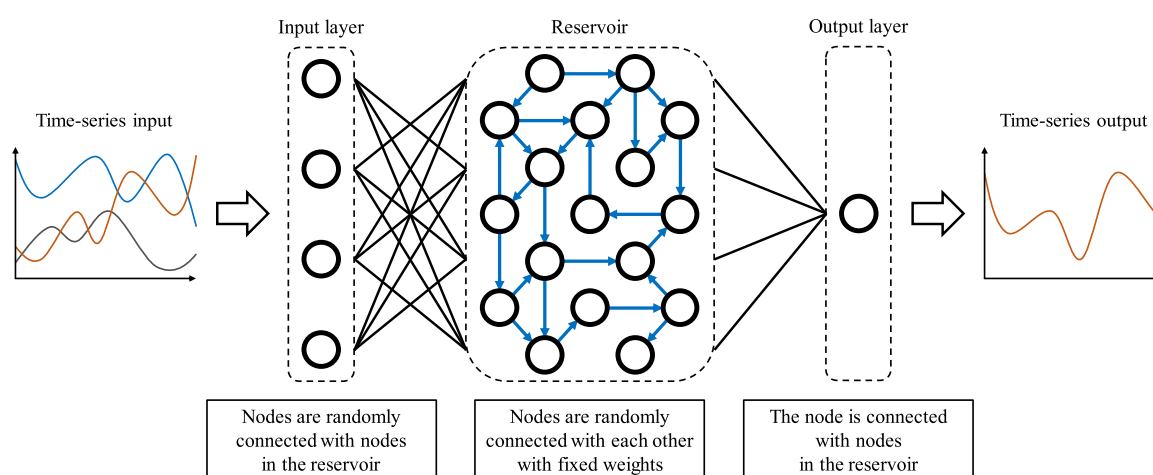 Input layer
Reservoir
Output layer
Time-series input
Time-series output
Nodes are randomly
connected with nodes
in the reservoir
Nodes are randomly
connected with each other
with fixed weights
The node is connected
with nodes
in the reservoir